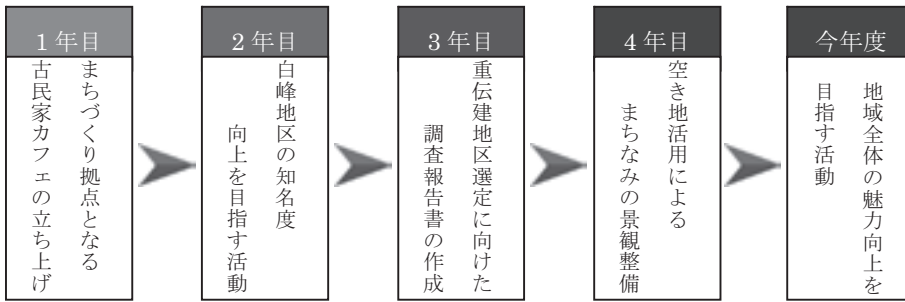 1年目
まちづくり拠点となる
古民家カフェの立ち上げ
2年目
白峰地区の知名度
向上を目指す活動
3年目
重伝建地区選定に向けた
調査報告書の作成
4年目
空き地活用による
まちなみの景観整備
今年度
地域全体の魅力向上を
目指す活動